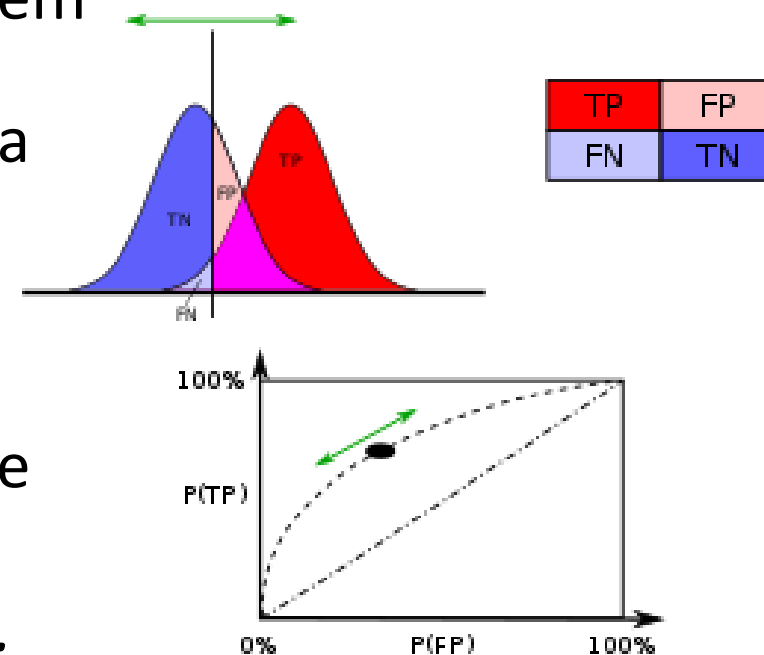 em
a
TP FP
FN TN
TP
FP
TN
FN
100%
e
P(TP)
0% P(FP) 100%